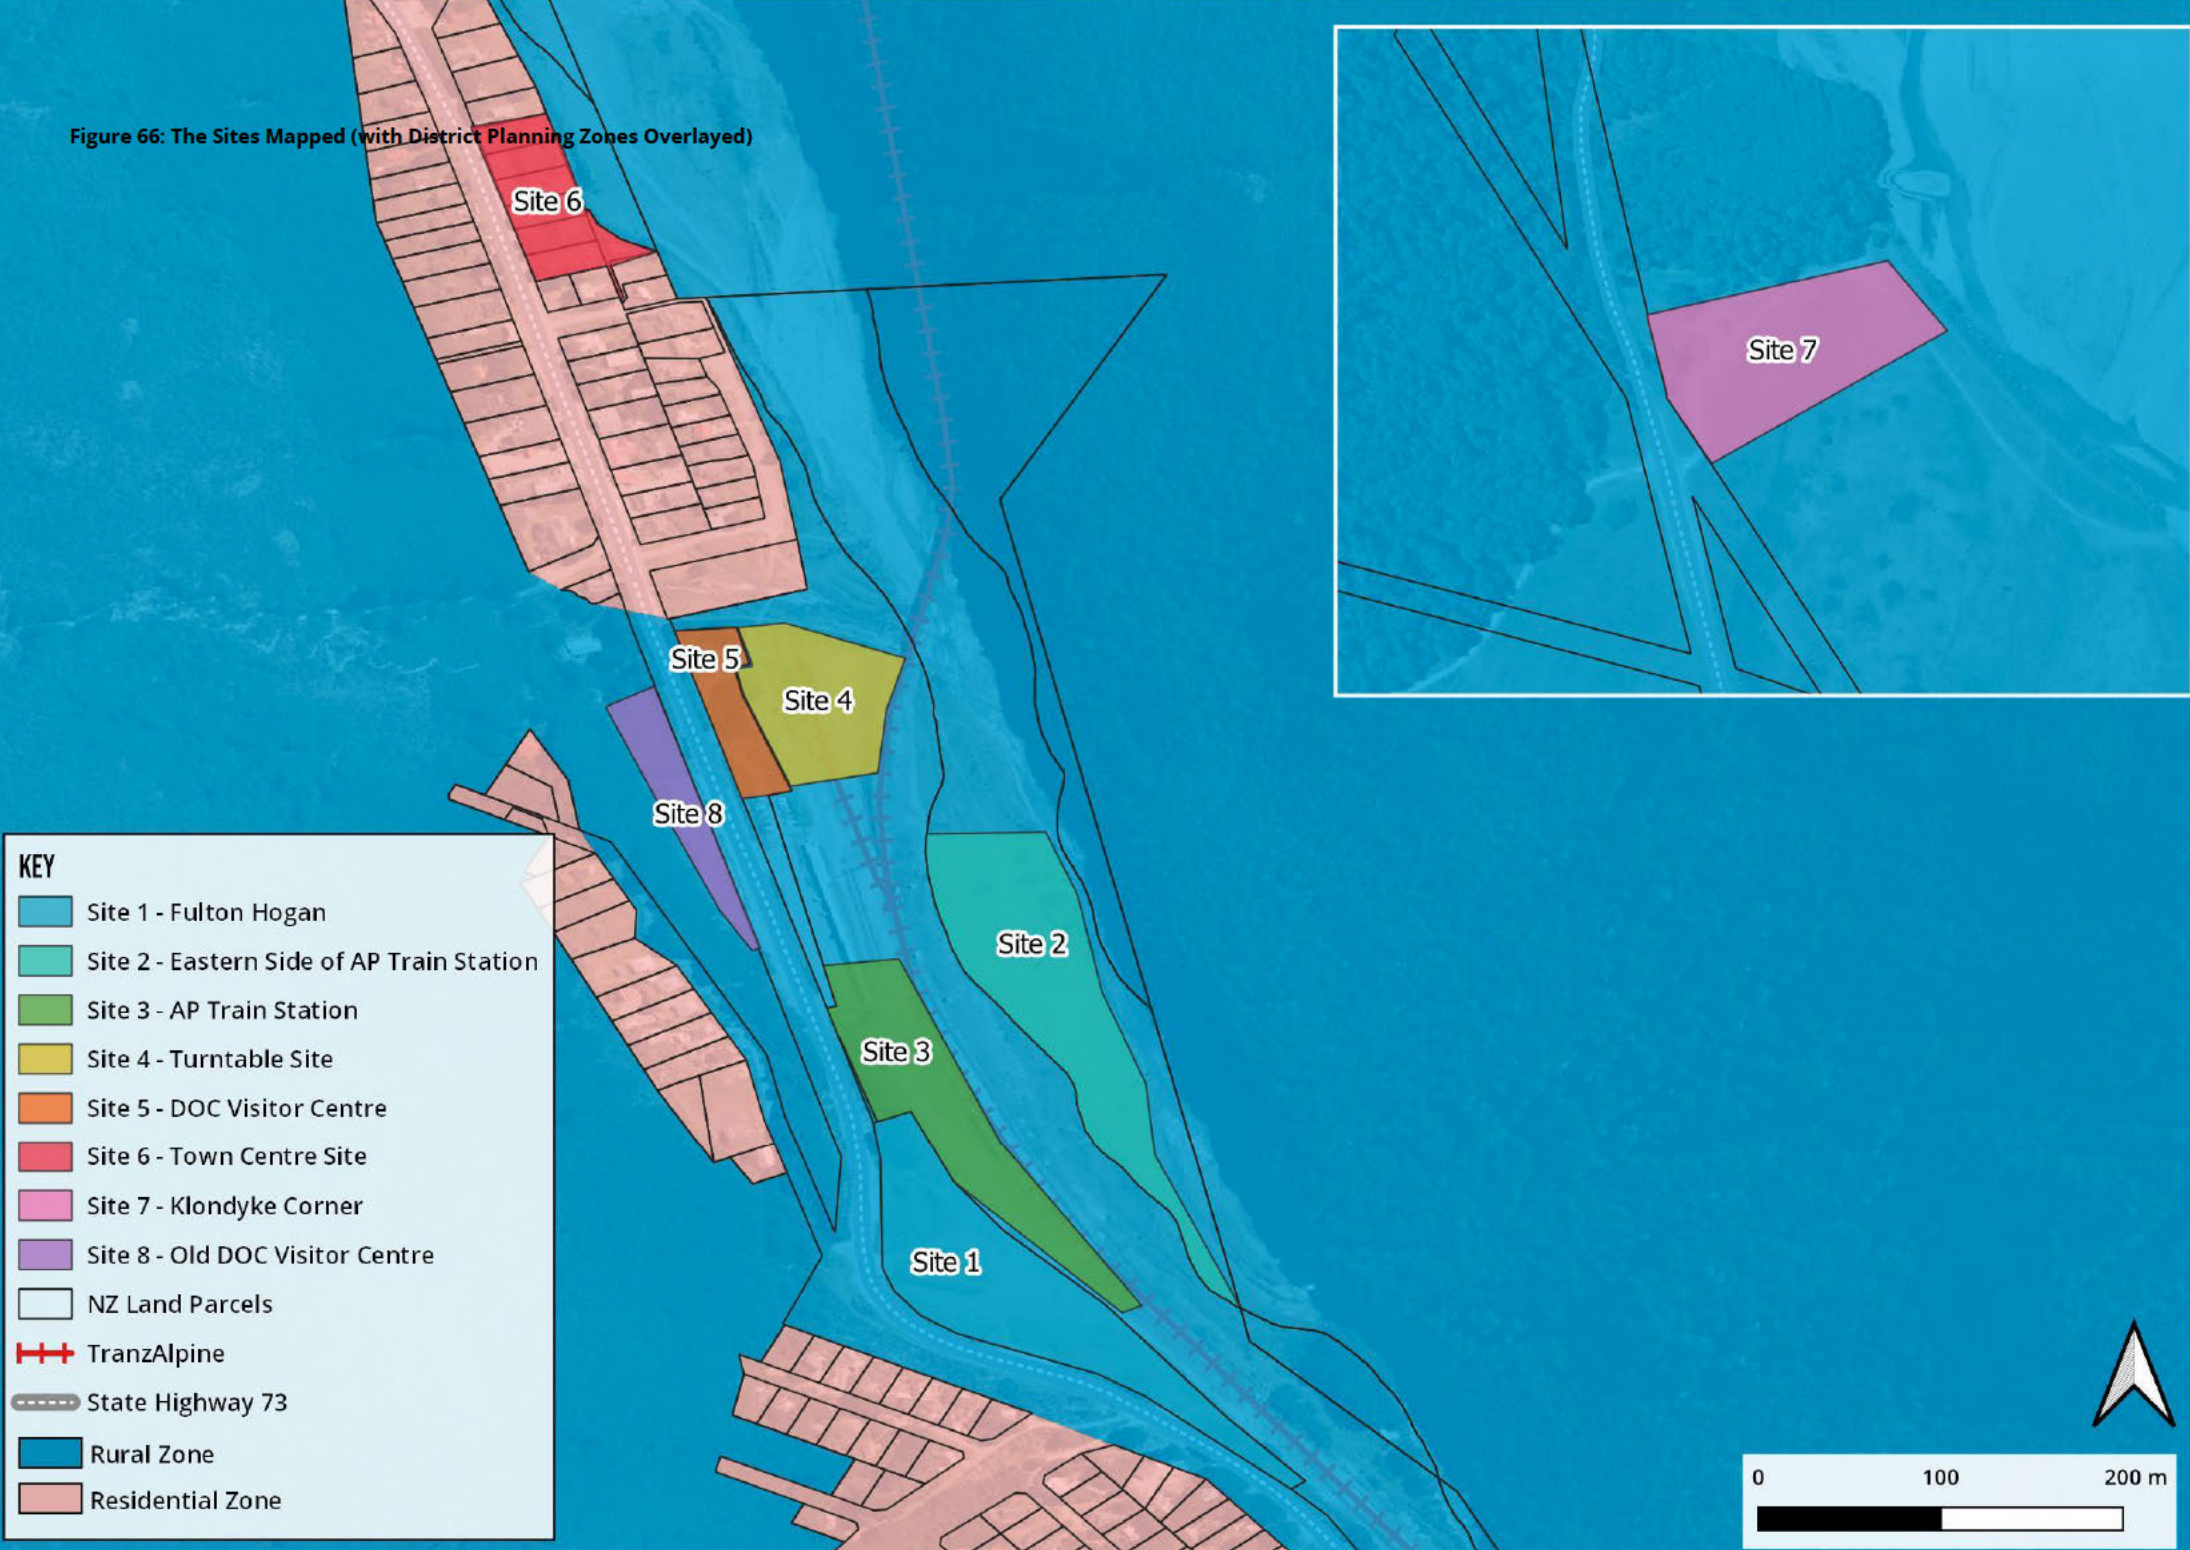 Figure 66: The Sites Mapped (with District Planning Zones Overlayed)
Site 6
Site 7
Site 5
Site 4
Site 8
Site 2
Site 3
Site 1
KEY
Site 1 - Fulton Hogan
Site 2 - Eastern Side of AP Train Station
Site 3 - AP Train Station
Site 4 - Turntable Site
Site 5 - DOC Visitor Centre
Site 6 - Town Centre Site
Site 7 - Klondyke Corner
Site 8 - Old DOC Visitor Centre
NZ Land Parcels
TranzAlpine
State Highway 73
Rural Zone
Residential Zone
0 100 200 m